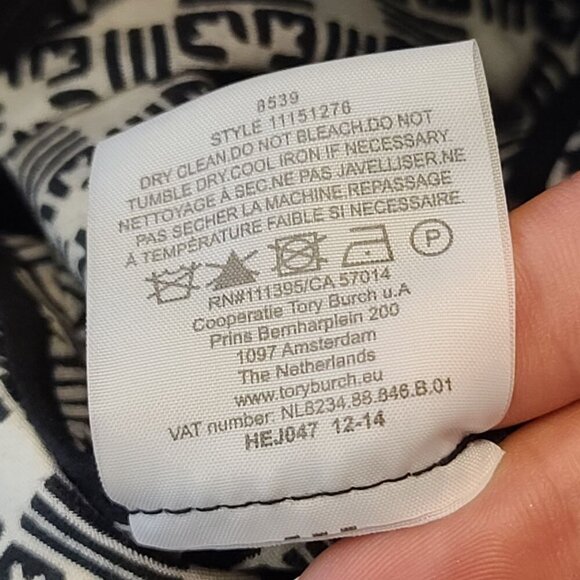 8539
STYLE 11151276
DRY CLEAN.DO NOT BLEACH.DO NOT
TUMBLE DRY.COOL IRON IF NECESSARY.
NETTOYAGE À SEC.NE PAS JAVELLISER.NE
PAS SECHER LA MACHINE REPASSAGE
A TEMPÉRATURE FAIBLE SI NECESSAIRE.
P
RN#111395/CA 57014
Cooperatie Tory Burch u.A
Prins Bernharplein 200
1097 Amsterdam
The Netherlands
www.toryburch.eu
VAT number: NL8234.88.846.B.01
HEJ047 12-14